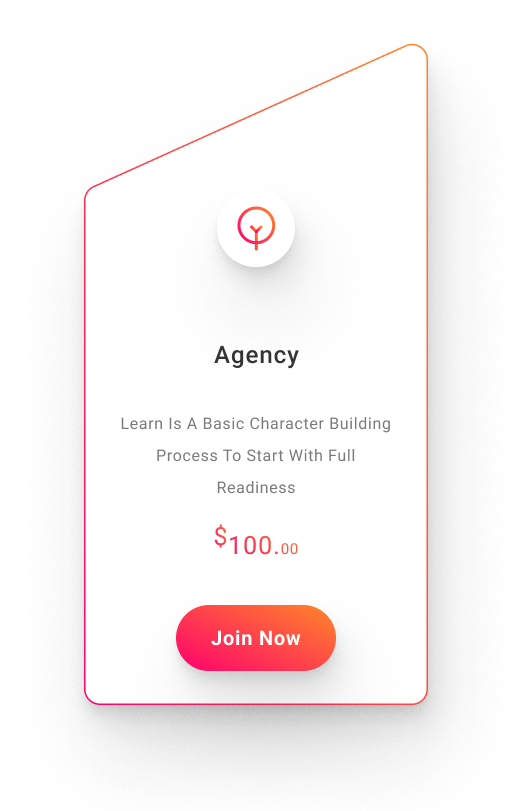 Agency
Learn Is A Basic Character Building
Process To Start With Full
Readiness
$100.00
Join Now